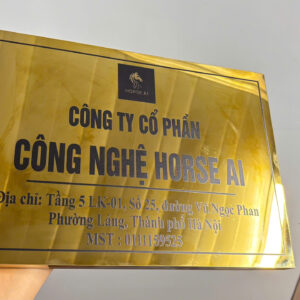 HORSE AI
CÔNG TY CỔ PHẦN
CÔNG NGHỆ HORSE AI
Địa chỉ: Tầng 5 LK-01, Số 25, đường Vũ Ngọc Phan
Phường Láng, Thành phố Hà Nội
MST : 0111159525